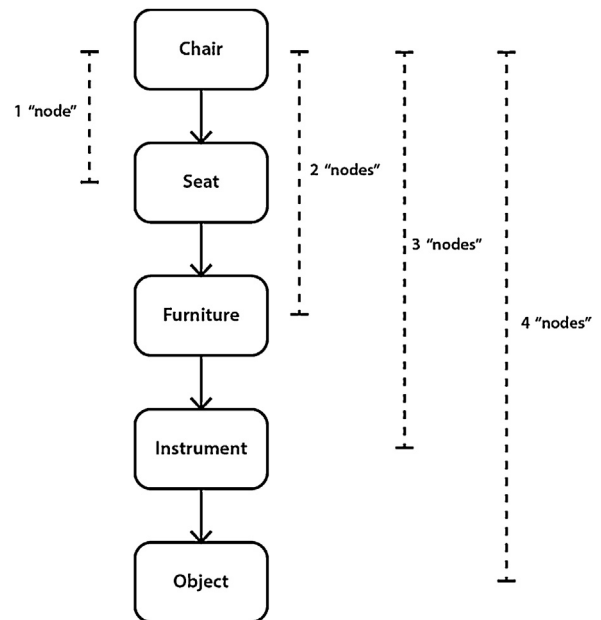 Chair
1 “node”
Seat
2 “nodes”
3 “nodes”
Furniture
4 “nodes”
Instrument
Object